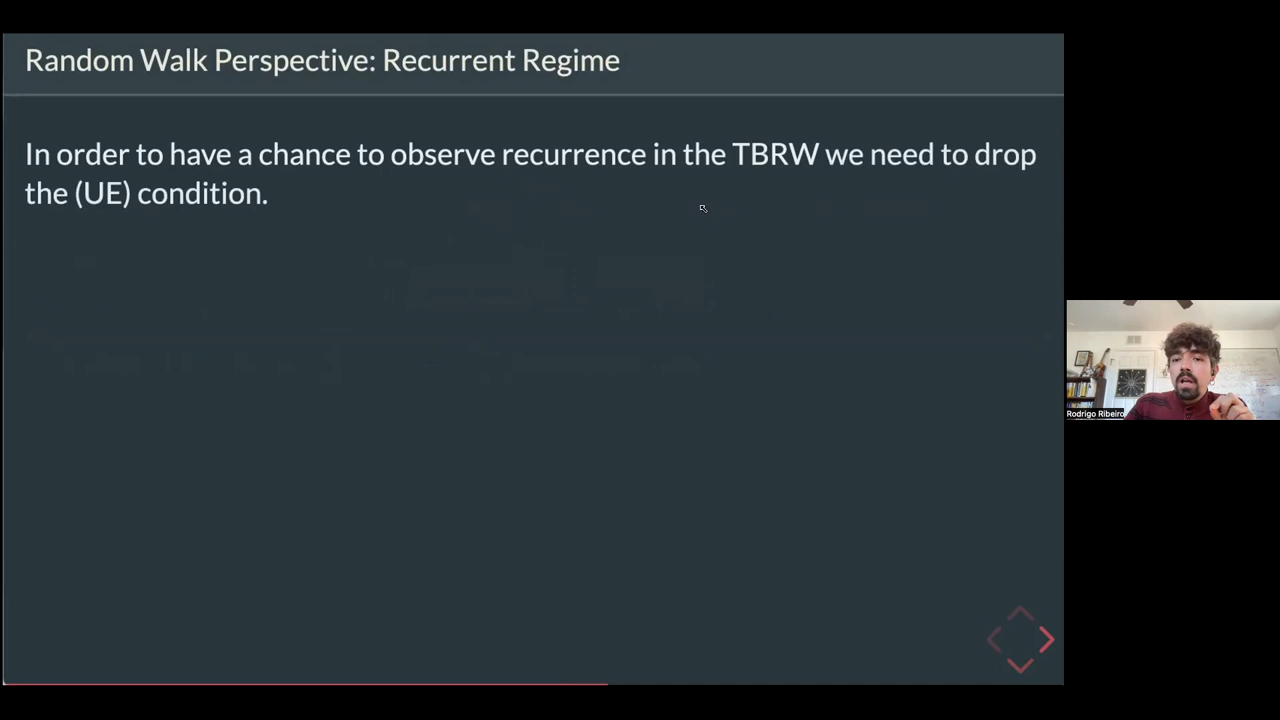 Random Walk Perspective: Recurrent Regime
In order to have a chance to observe recurrence in the TBRW we need to drop
the (UE) condition.
Rodrigo Ribeiro